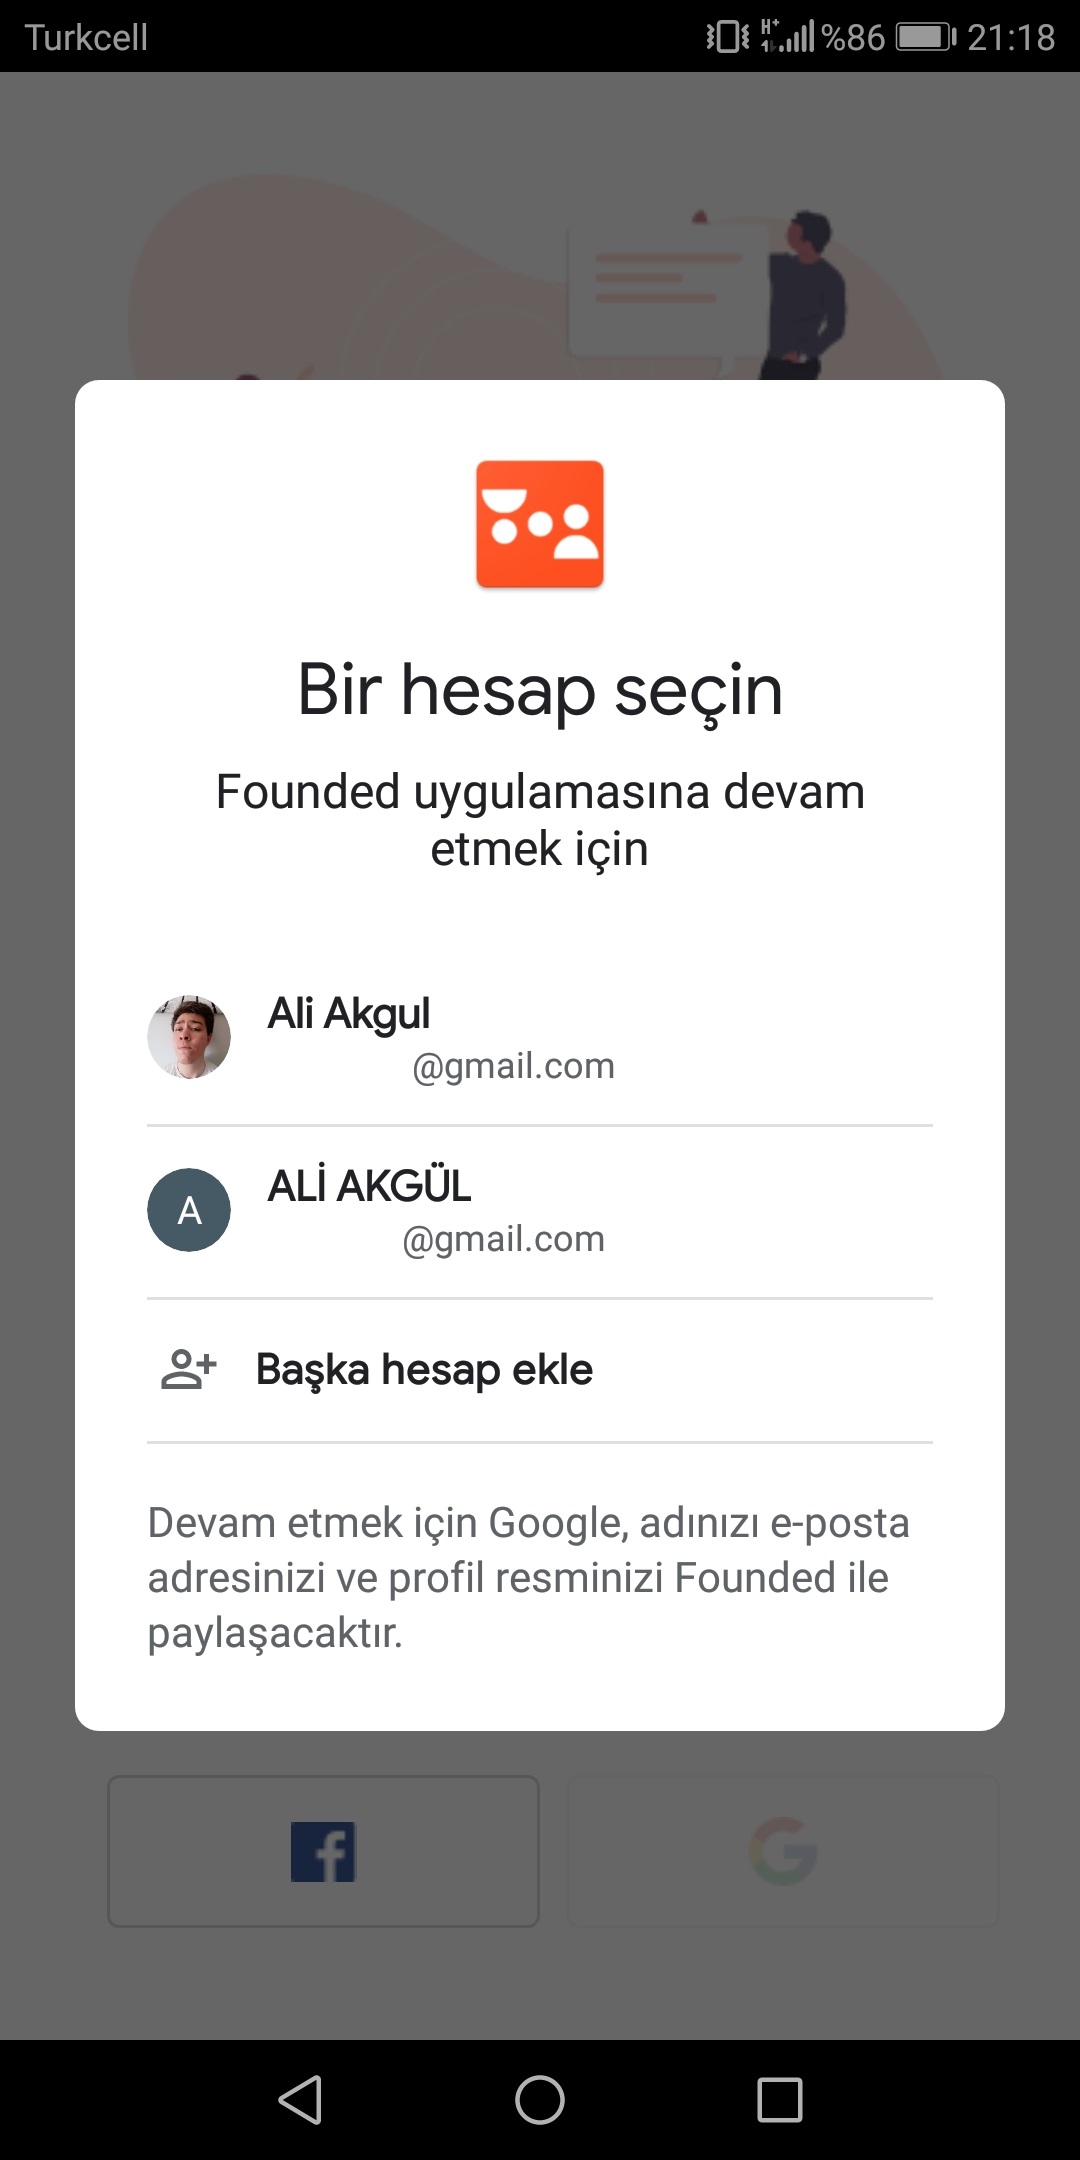 Turkcell H+ %86 21:18
Bir hesap seçin
Founded uygulamasına devam
etmek için
Ali Akgul
@gmail.com
A
ALİ AKGÜL
@gmail.com
Başka hesap ekle
Devam etmek için Google, adınızı e-posta
adresinizi ve profil resminizi Founded ile
paylaşacaktır.